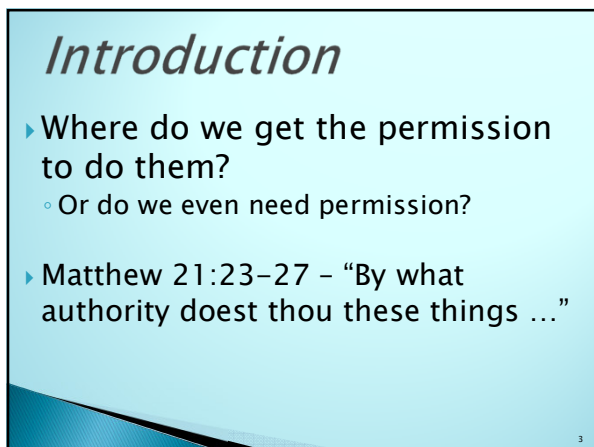 Introduction
Where do we get the permission
to do them?
Or do we even need permission?
Matthew 21:23-27 – “By what
authority doest thou these things …”
3